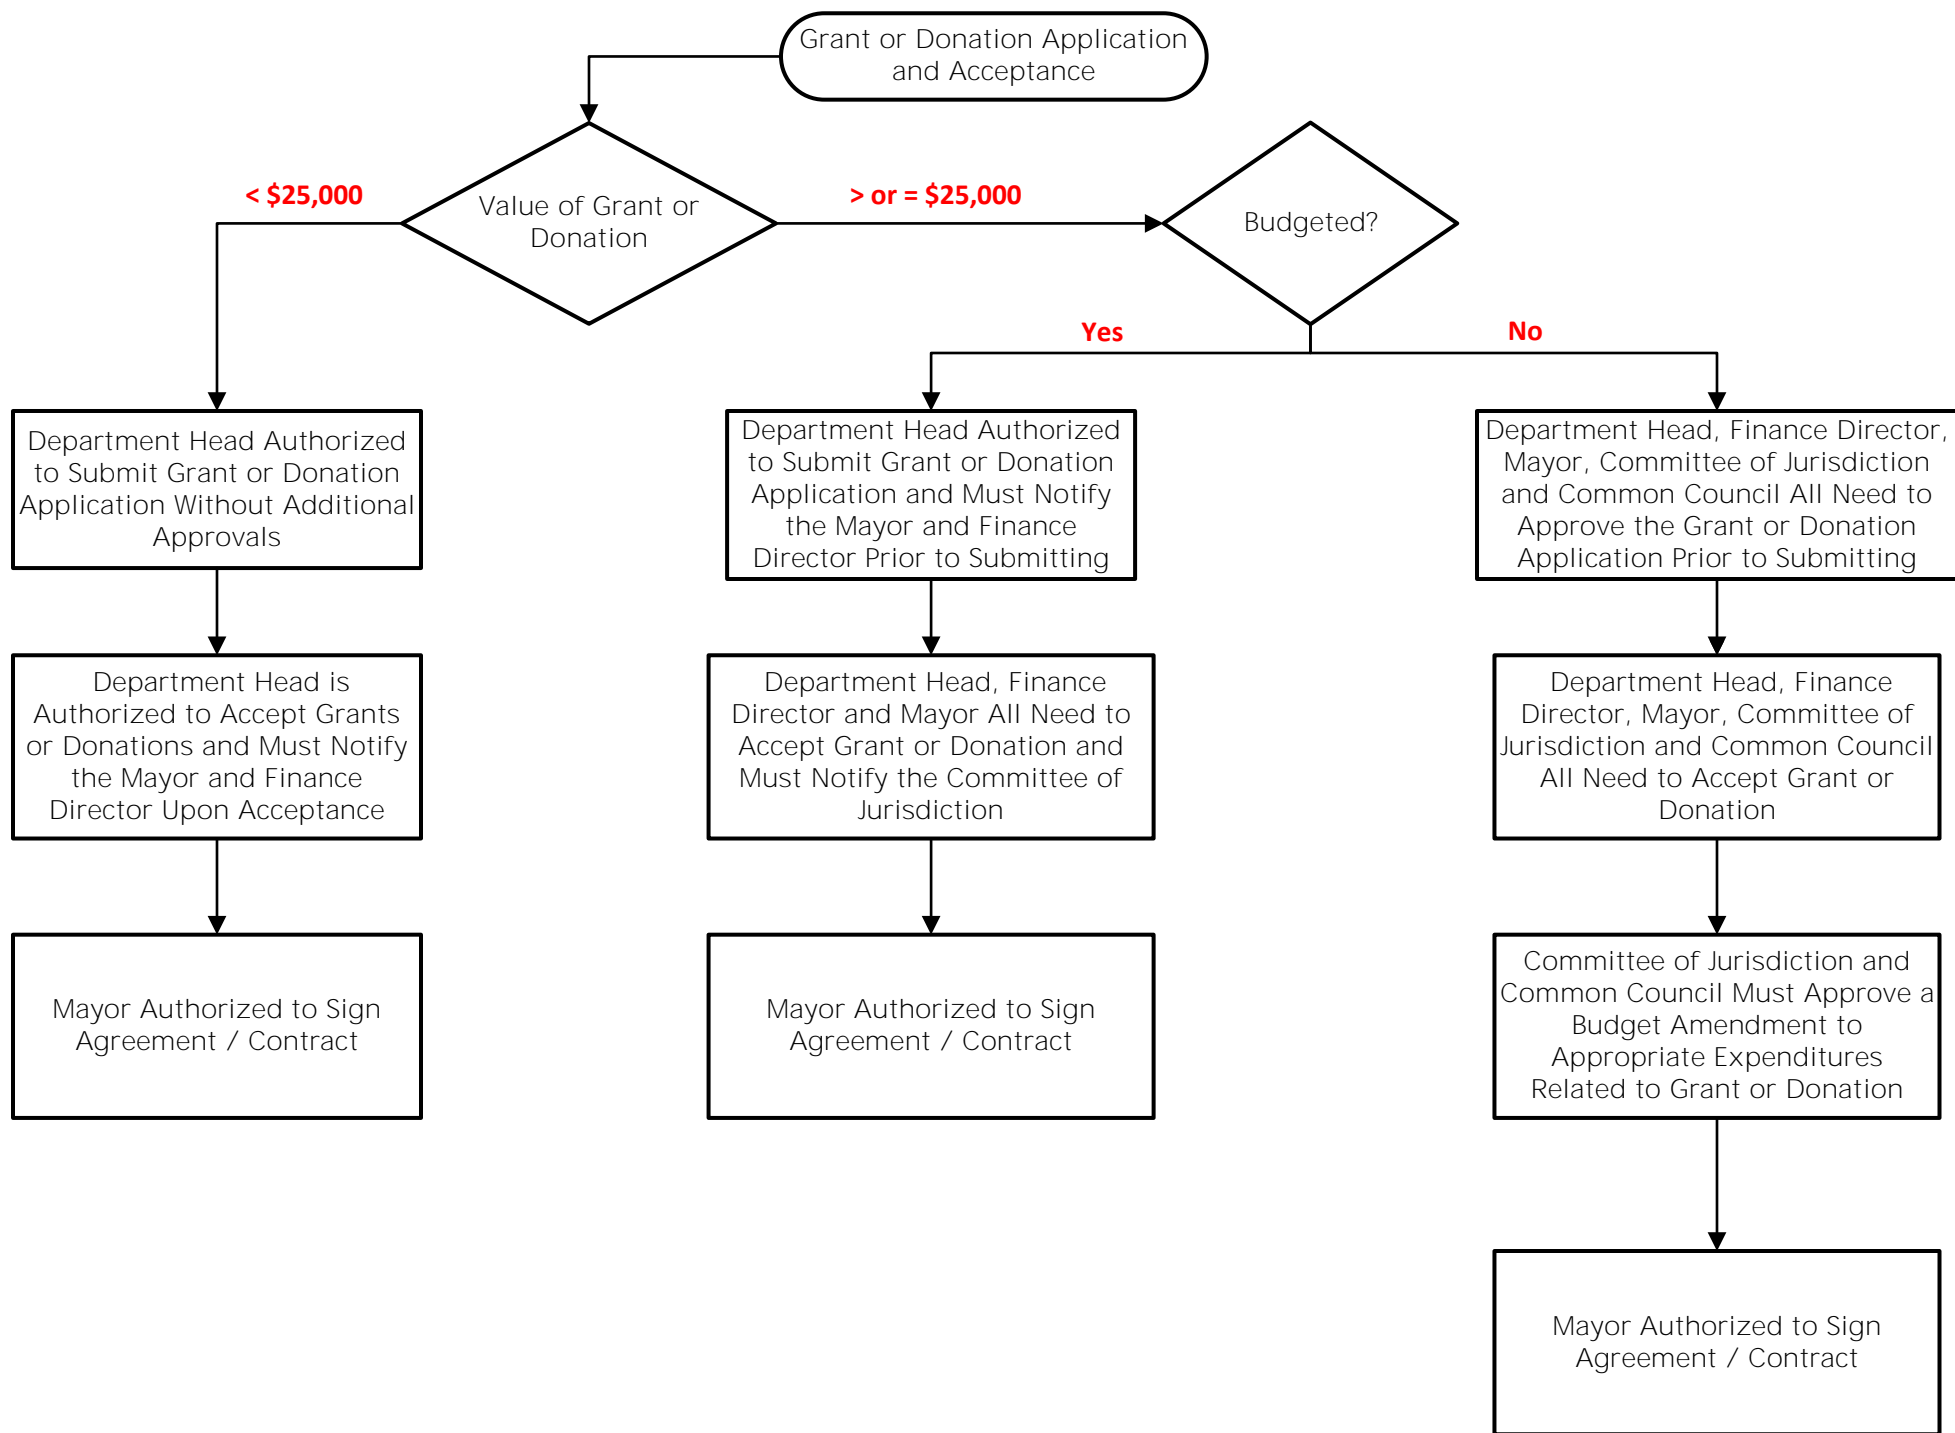 Grant or Donation Application
and Acceptance
< $25,000
Value of Grant or
Donation
> or = $25,000
Budgeted?
Yes
No
Department Head Authorized
to Submit Grant or Donation
Application Without Additional
Approvals
Department Head Authorized
to Submit Grant or Donation
Application and Must Notify
the Mayor and Finance
Director Prior to Submitting
Department Head, Finance Director,
Mayor, Committee of Jurisdiction
and Common Council All Need to
Approve the Grant or Donation
Application Prior to Submitting
Department Head is
Authorized to Accept Grants
or Donations and Must Notify
the Mayor and Finance
Director Upon Acceptance
Department Head, Finance
Director and Mayor All Need to
Accept Grant or Donation and
Must Notify the Committee of
Jurisdiction
Department Head, Finance
Director, Mayor, Committee of
Jurisdiction and Common Council
All Need to Accept Grant or
Donation
Mayor Authorized to Sign
Agreement / Contract
Mayor Authorized to Sign
Agreement / Contract
Committee of Jurisdiction and
Common Council Must Approve a
Budget Amendment to
Appropriate Expenditures
Related to Grant or Donation
Mayor Authorized to Sign
Agreement / Contract